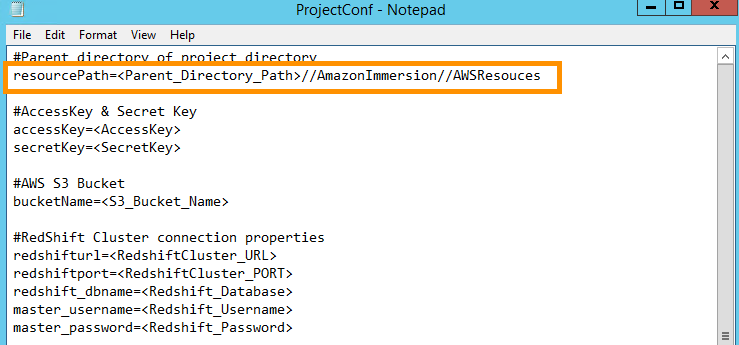 ProjectConf - Notepad
File Edit Format View Help
#Parent directory of project directory
resourcePath=<Parent_Directory_Path>//AmazonImmersion//AWSResouces
#AccessKey & Secret Key
accessKey=<AccessKey>
secretKey=<SecretKey>
#AWS S3 Bucket
bucketName=<S3_Bucket_Name>
#RedShift Cluster connection properties
redshifturl=<RedshiftCluster_URL>
redshiftport=<RedshiftCluster_PORT>
redshift_dbname=<Redshift_Database>
master_username=<Redshift_Username>
master_password=<Redshift_Password>